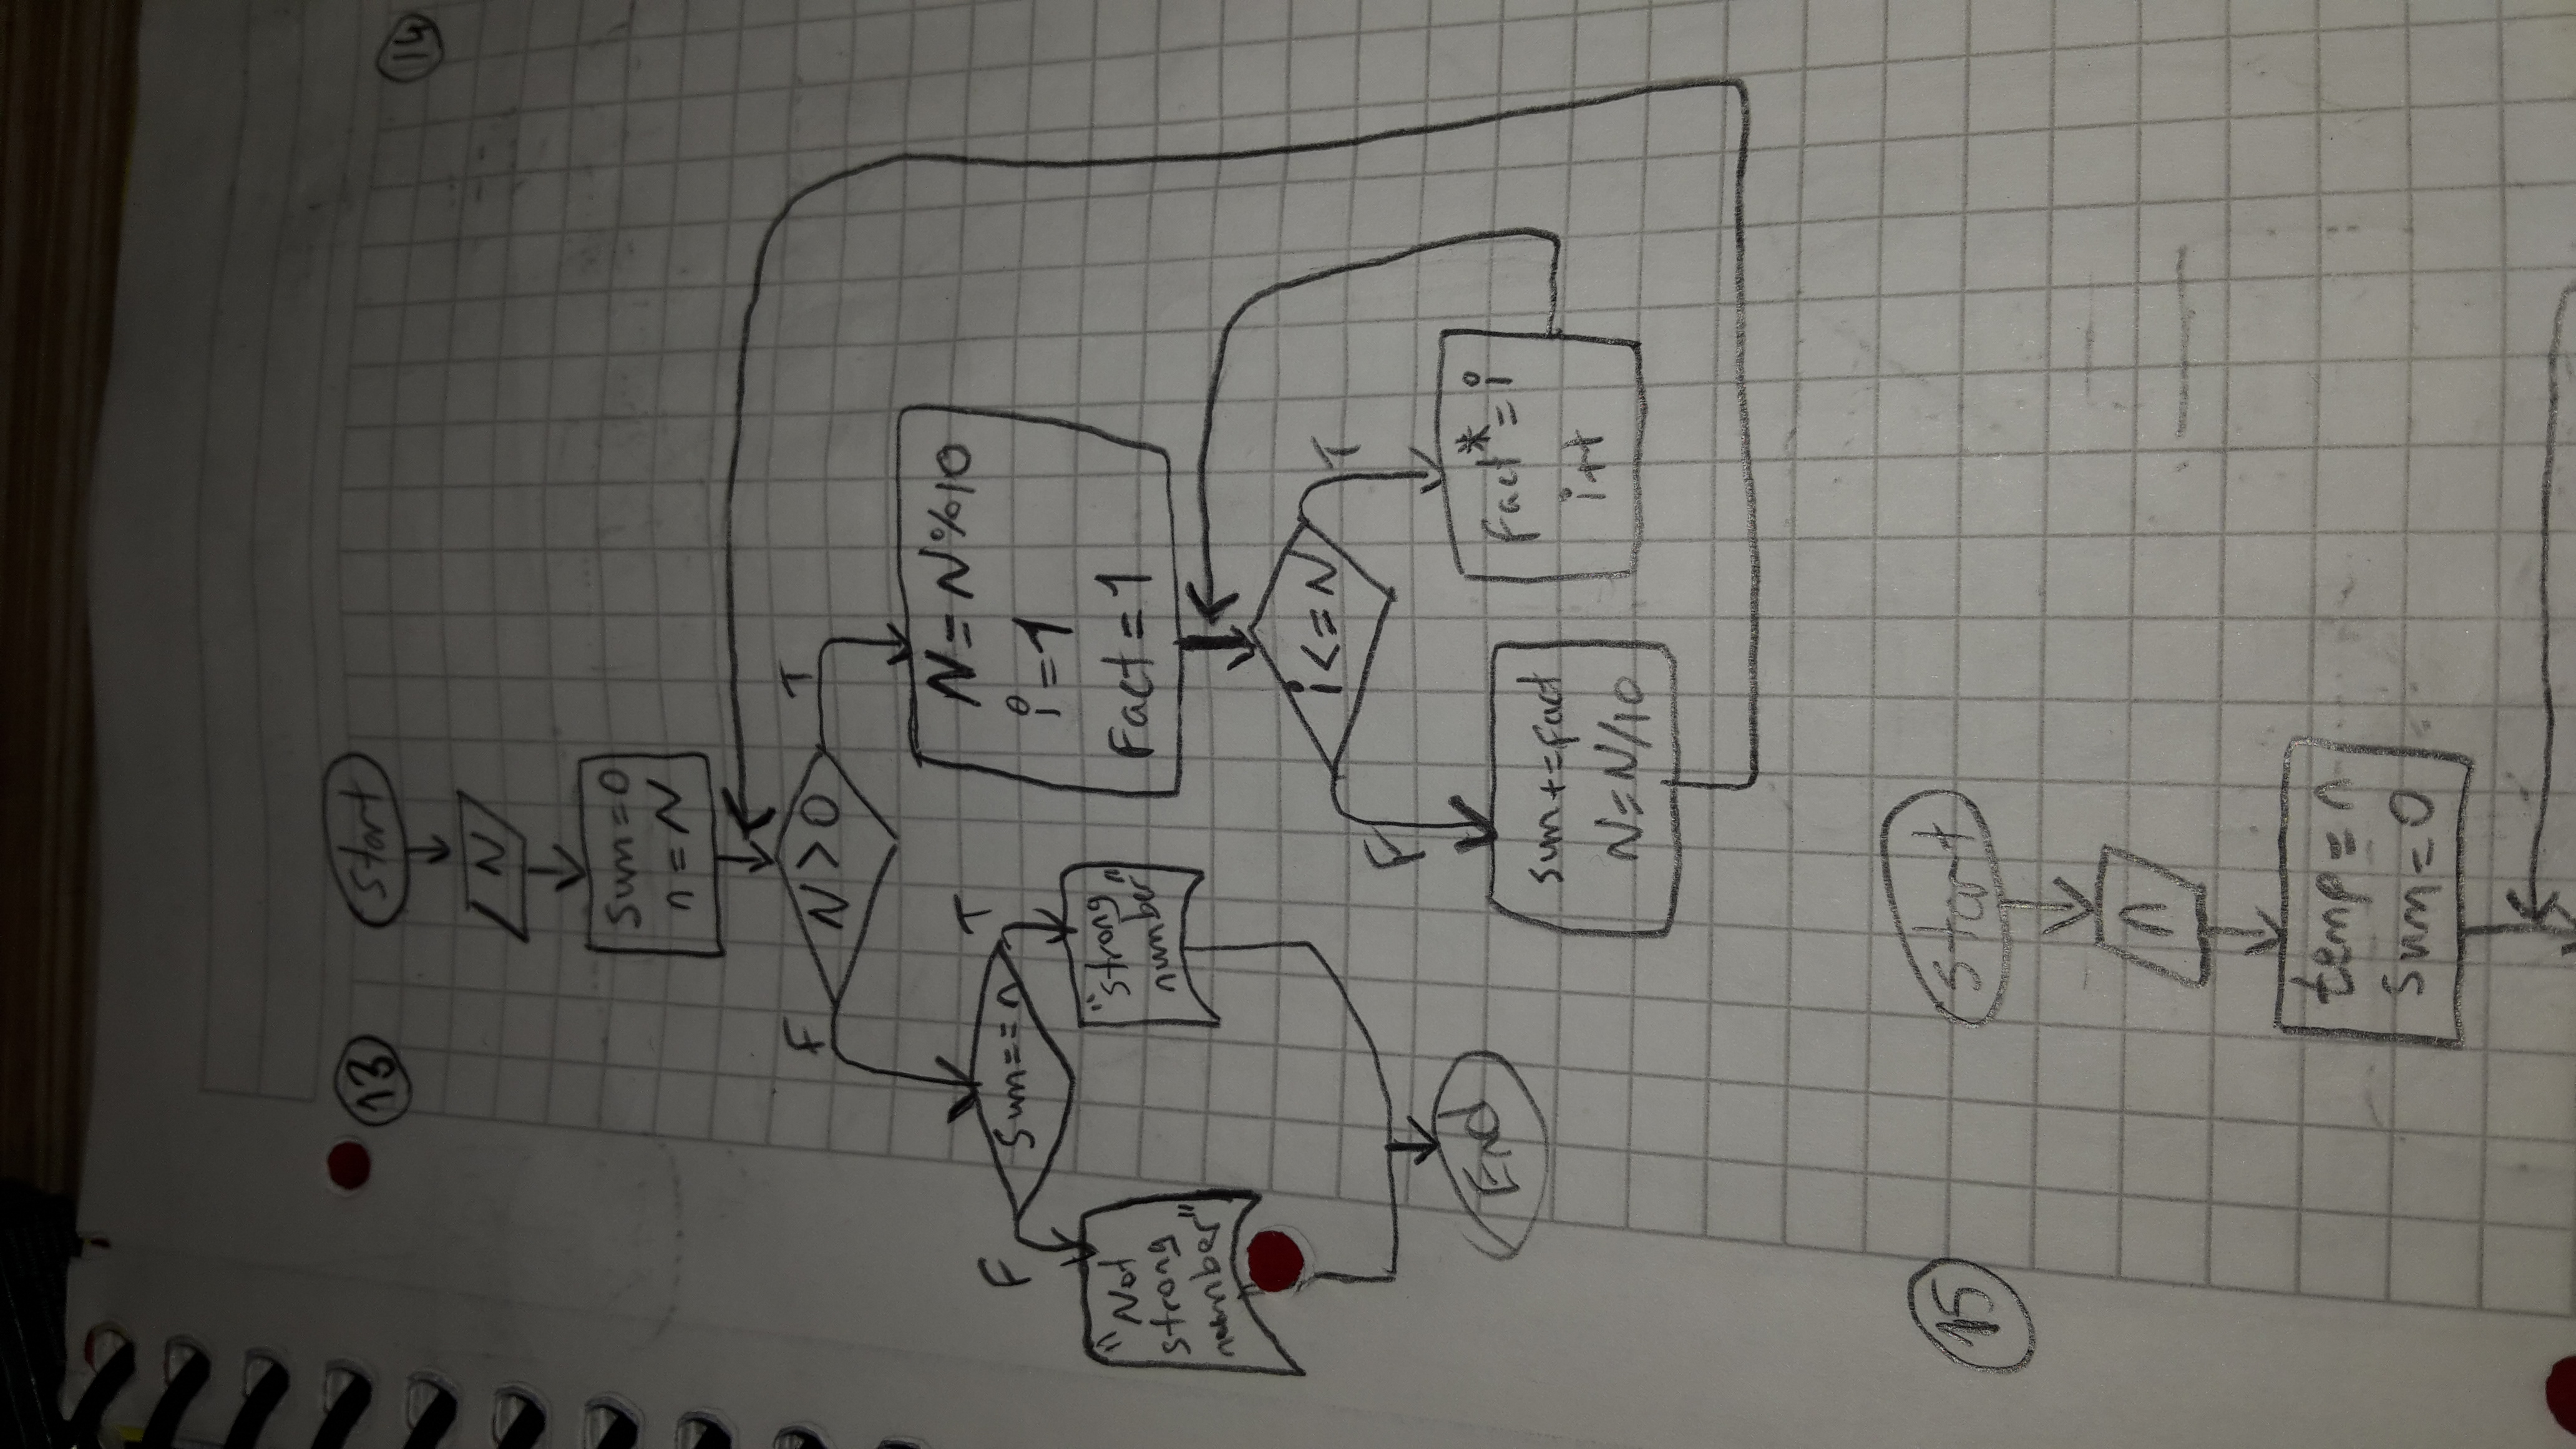 13
start
14
N
sum=0
n=N
N>0
F
T
N=N%10
i=1
Fact=1
sum==n
F
T
"Not
strong
number"
"strong
number"
i<=N
F
T
End
sum+=fact
N=N/10
fact*=i
i++
15
start
n
temp=n
sum=0